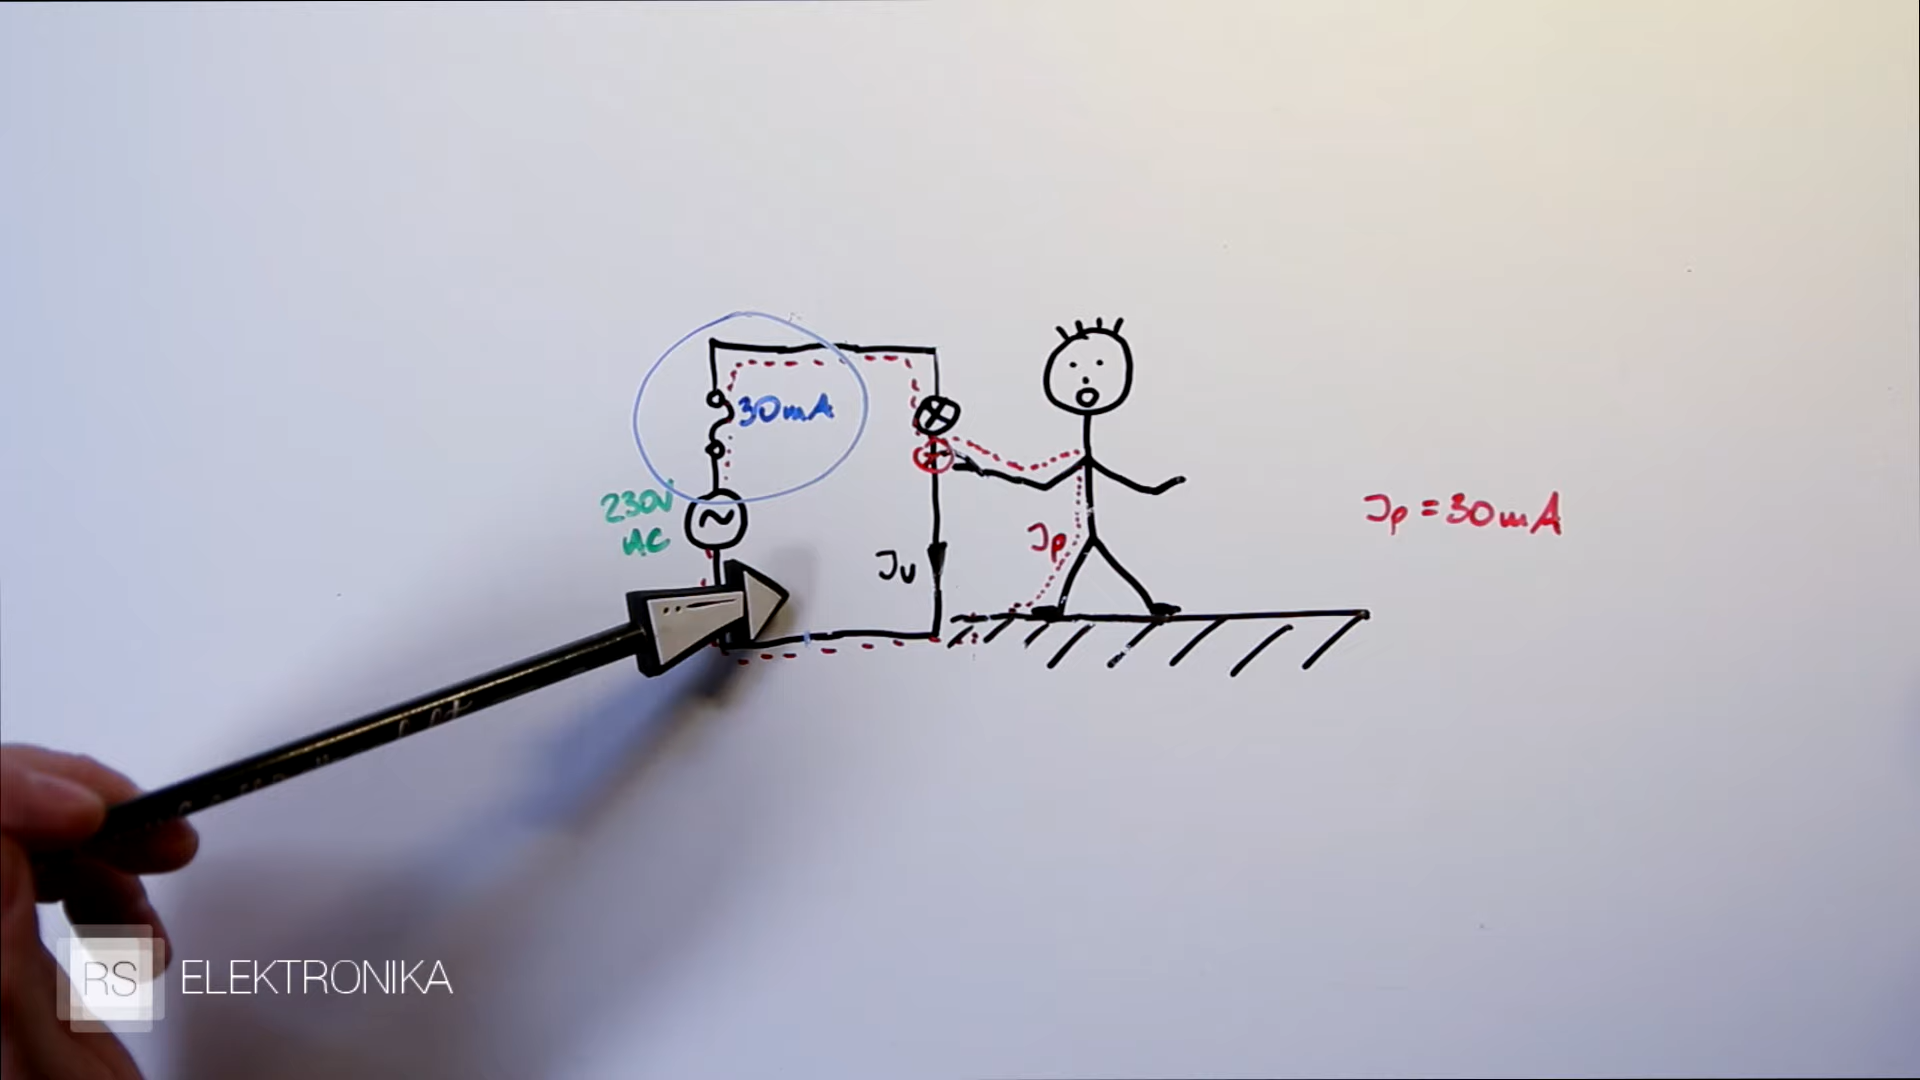 30mA
230V
AC
Jp
Jp = 30mA
Ju
RS ELEKTRONIKA